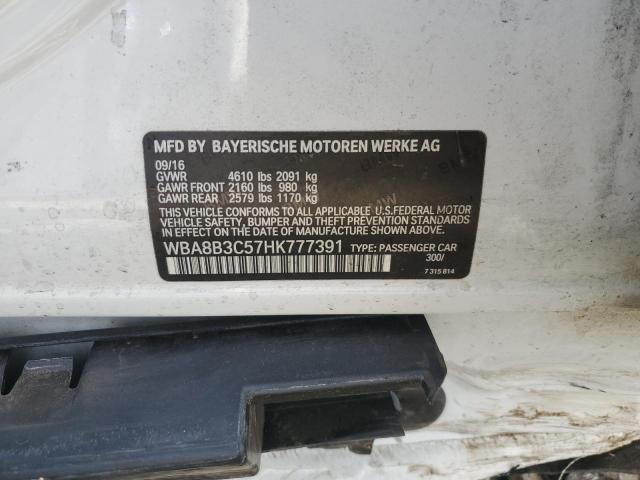 MFD BY BAYERISCHE MOTOREN WERKE AG
09/16
GVWR 4610 lbs 2091 kg
GAWR FRONT 2160 lbs 980 kg
GAWR REAR 2579 lbs 1170 kg
THIS VEHICLE CONFORMS TO ALL APPLICABLE U.S.FEDERAL MOTOR
VEHICLE SAFETY, BUMPER AND THEFT PREVENTION STANDARDS
IN EFFECT ON THE DATE OF MANUFACTURE SHOWN ABOVE.
WBA8B3C57HK777391 TYPE: PASSENGER CAR
300/
7 315 814